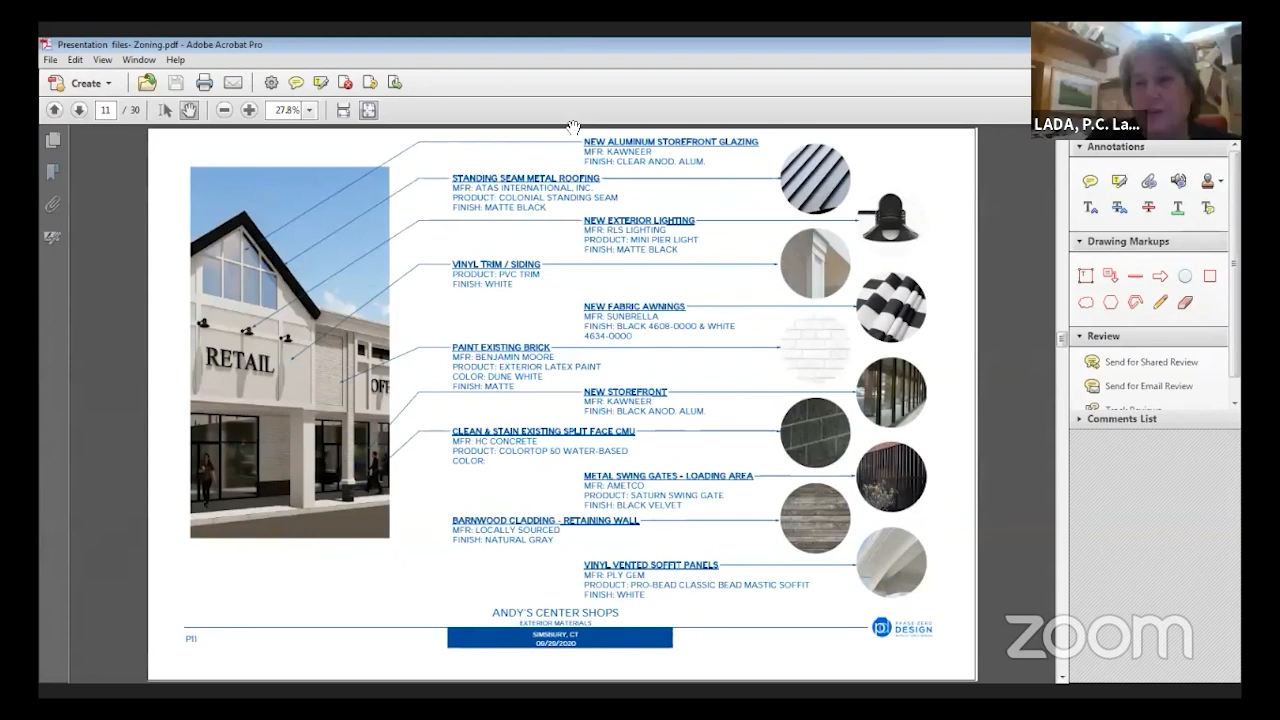 Presentation files- Zoning.pdf - Adobe Acrobat Pro
File Edit View Window Help
Create
11 / 30 27.8%
LADA, P.C. La...
Annotations
Drawing Markups
Review
Send for Shared Review
Send for Email Review
Comments List
NEW ALUMINUM STOREFRONT GLAZING
MFR: KAWNEER
FINISH: CLEAR ANOD. ALUM.
STANDING SEAM METAL ROOFING
MFR: ATAS INTERNATIONAL, INC.
PRODUCT: COLONIAL STANDING SEAM
FINISH: MATTE BLACK
NEW EXTERIOR LIGHTING
MFR: RLS LIGHTING
PRODUCT: MINI PIER LIGHT
FINISH: MATTE BLACK
VINYL TRIM / SIDING
PRODUCT: PVC TRIM
FINISH: WHITE
NEW FABRIC AWNINGS
MFR: SUNBRELLA
FINISH: BLACK 4608-0000 & WHITE
4634-0000
PAINT EXISTING BRICK
MFR: BENJAMIN MOORE
PRODUCT: EXTERIOR LATEX PAINT
COLOR: DUNE WHITE
FINISH: MATTE
NEW STOREFRONT
MFR: KAWNEER
FINISH: BLACK ANOD. ALUM.
CLEAN & STAIN EXISTING SPLIT FACE CMU
MFR: HC CONCRETE
PRODUCT: COLORTOP 50 WATER-BASED
COLOR:
METAL SWING GATES - LOADING AREA
MFR: AMETCO
PRODUCT: SATURN SWING GATE
FINISH: BLACK VELVET
BARNWOOD CLADDING - RETAINING WALL
MFR: LOCALLY SOURCED
FINISH: NATURAL GRAY
VINYL VENTED SOFFIT PANELS
MFR: PLY GEM
PRODUCT: PRO-BEAD CLASSIC BEAD MASTIC SOFFIT
FINISH: WHITE
RETAIL
OFF
ANDY'S CENTER SHOPS
EXTERIOR MATERIALS
SIMSBURY, CT
09/29/2020
P11
PHASE ZERO
DESIGN
zoom